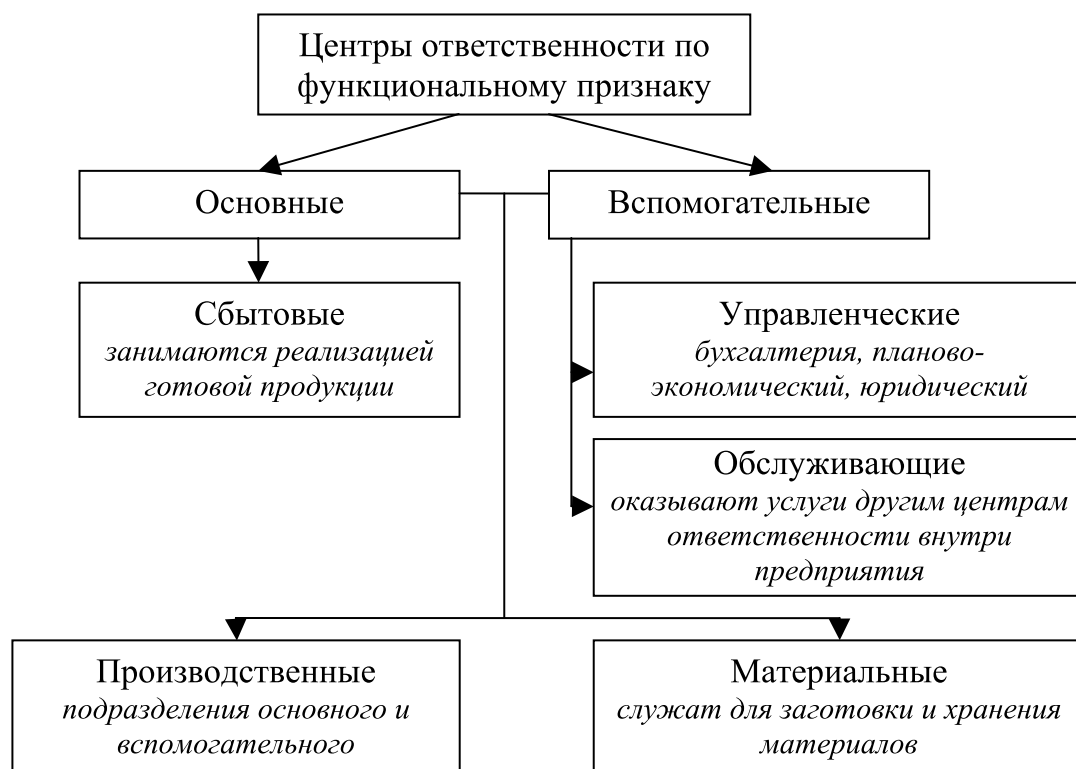 Центры ответственности по
функциональному признаку
Основные
Вспомогательные
Сбытовые
занимаются реализацией
готовой продукции
Управленческие
бухгалтерия, планово-
экономический, юридический
Обслуживающие
оказывают услуги другим центрам
ответственности внутри
предприятия
Производственные
подразделения основного и
вспомогательного
Материальные
служат для заготовки и хранения
материалов